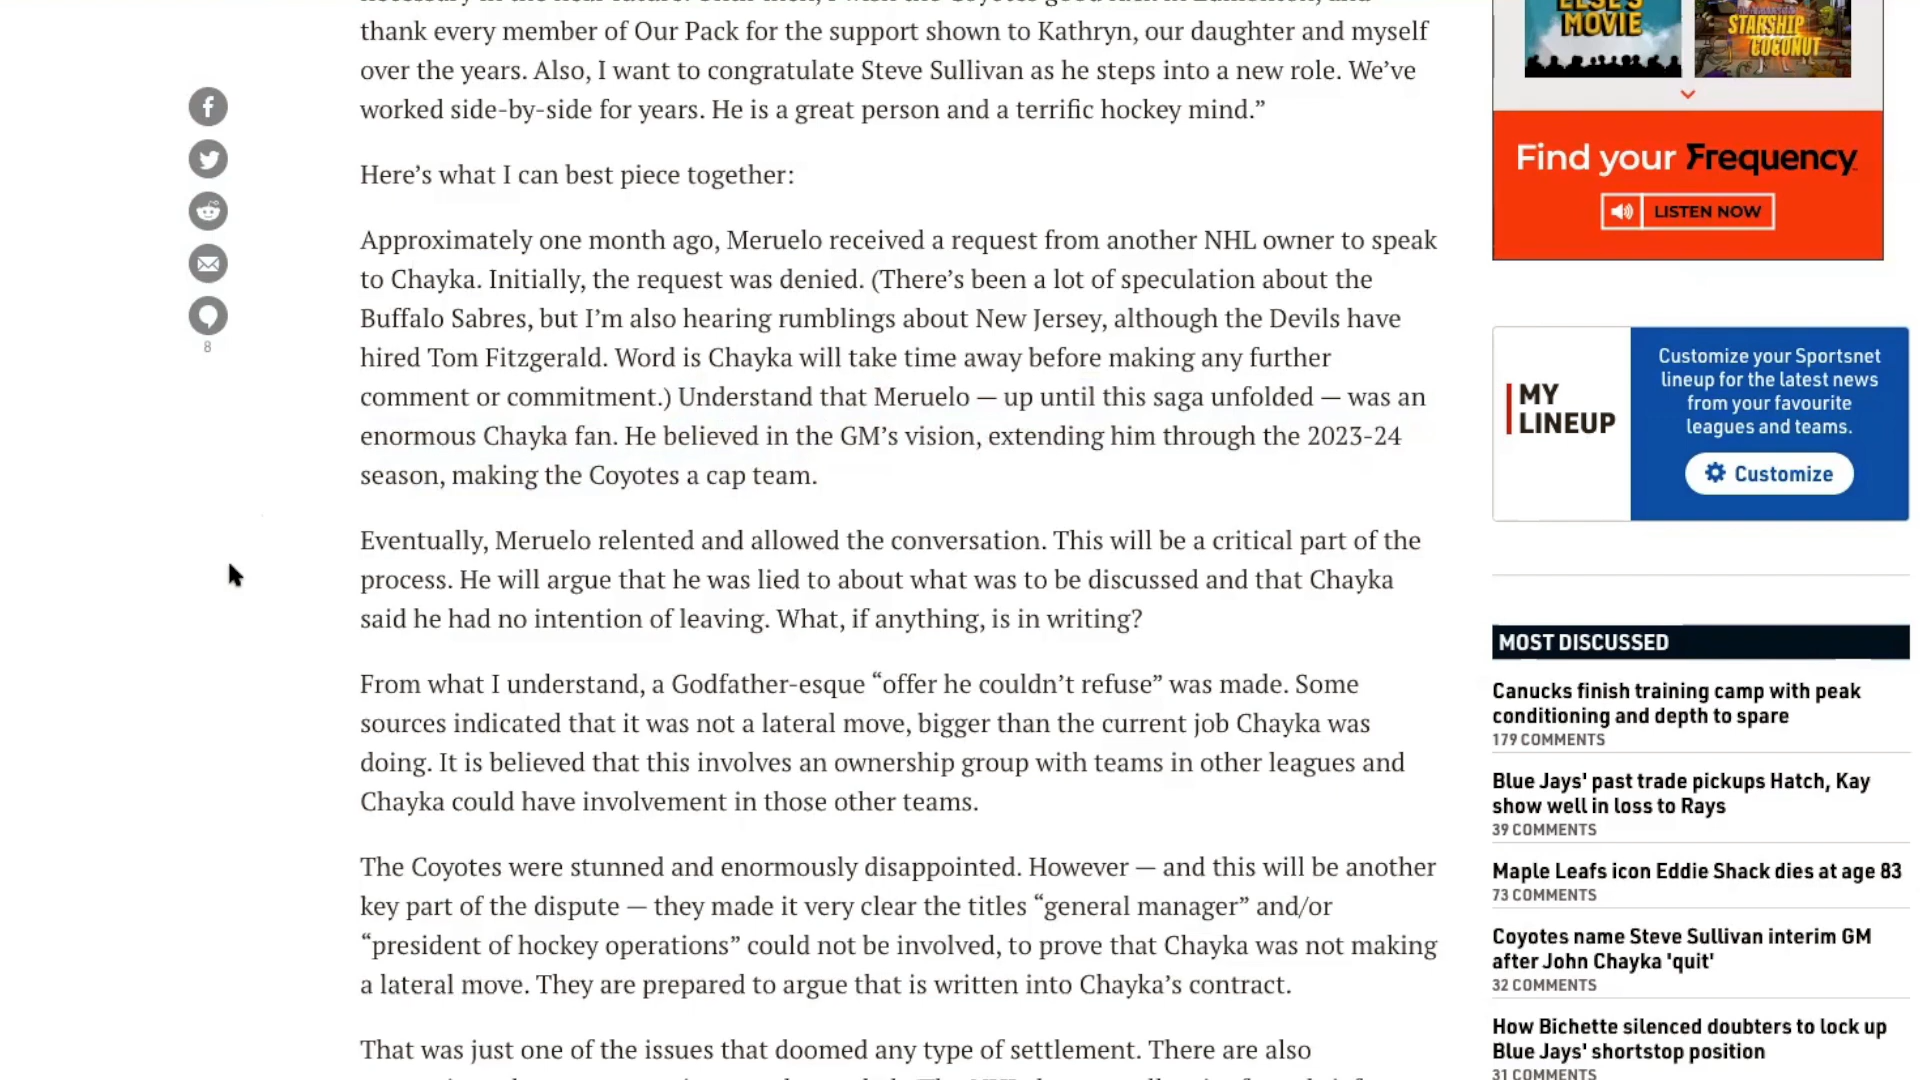 thank every member of Our Pack for the support shown to Kathryn, our daughter and myself
over the years. Also, I want to congratulate Steve Sullivan as he steps into a new role. We’ve
worked side-by-side for years. He is a great person and a terrific hockey mind.”
Here’s what I can best piece together:
Approximately one month ago, Meruelo received a request from another NHL owner to speak
to Chayka. Initially, the request was denied. (There’s been a lot of speculation about the
Buffalo Sabres, but I’m also hearing rumblings about New Jersey, although the Devils have
hired Tom Fitzgerald. Word is Chayka will take time away before making any further
comment or commitment.) Understand that Meruelo — up until this saga unfolded — was an
enormous Chayka fan. He believed in the GM’s vision, extending him through the 2023-24
season, making the Coyotes a cap team.
Eventually, Meruelo relented and allowed the conversation. This will be a critical part of the
process. He will argue that he was lied to about what was to be discussed and that Chayka
said he had no intention of leaving. What, if anything, is in writing?
From what I understand, a Godfather-esque “offer he couldn’t refuse” was made. Some
sources indicated that it was not a lateral move, bigger than the current job Chayka was
doing. It is believed that this involves an ownership group with teams in other leagues and
Chayka could have involvement in those other teams.
The Coyotes were stunned and enormously disappointed. However — and this will be another
key part of the dispute — they made it very clear the titles “general manager” and/or
“president of hockey operations” could not be involved, to prove that Chayka was not making
a lateral move. They are prepared to argue that is written into Chayka’s contract.
That was just one of the issues that doomed any type of settlement. There are also
8
ELSE'S
MOVIE
STARSHIP
COCONUT
Find your Frequency
LISTEN NOW
MY
LINEUP
Customize your Sportsnet
lineup for the latest news
from your favourite
leagues and teams.
Customize
MOST DISCUSSED
Canucks finish training camp with peak
conditioning and depth to spare
179 COMMENTS
Blue Jays' past trade pickups Hatch, Kay
show well in loss to Rays
39 COMMENTS
Maple Leafs icon Eddie Shack dies at age 83
73 COMMENTS
Coyotes name Steve Sullivan interim GM
after John Chayka 'quit'
32 COMMENTS
How Bichette silenced doubters to lock up
Blue Jays' shortstop position
31 COMMENTS